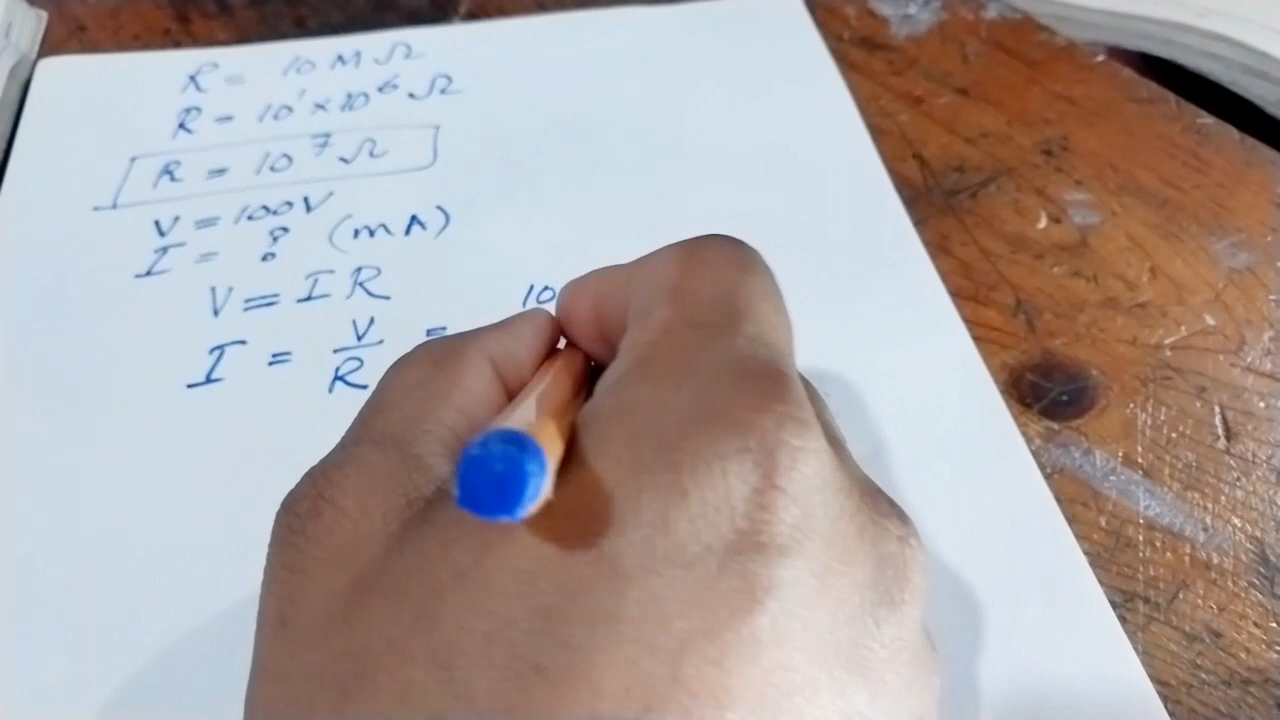 R = 10 MΩ
R = 10¹ × 10⁶ Ω
R = 10⁷ Ω
V = 100V
I = ? (mA)
V = IR
I = V/R = 10